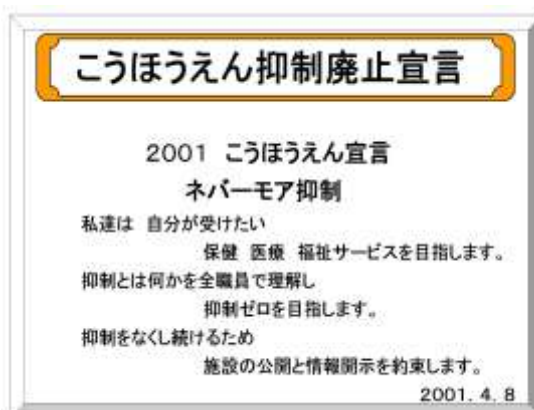 こうほうえん抑制廃止宣言
2001 こうほうえん宣言
ネバーモア抑制
私達は 自分が受けたい
保健 医療 福祉サービスを目指します。
抑制とは何かを全職員で理解し
抑制ゼロを目指します。
抑制をなくし続けるため
施設の公開と情報開示を約束します。
2001.4.8